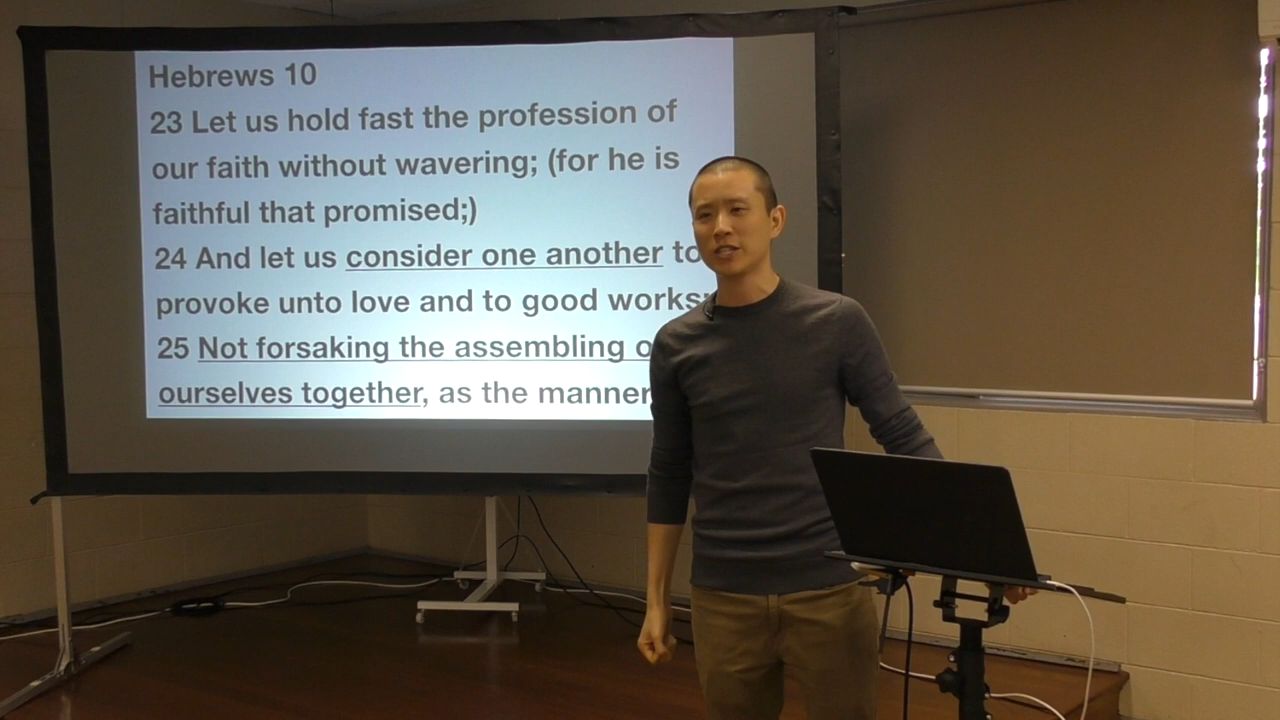 Hebrews 10
23 Let us hold fast the profession of
our faith without wavering; (for he is
faithful that promised;)
24 And let us consider one another to
provoke unto love and to good works:
25 Not forsaking the assembling
ourselves together, as the manner